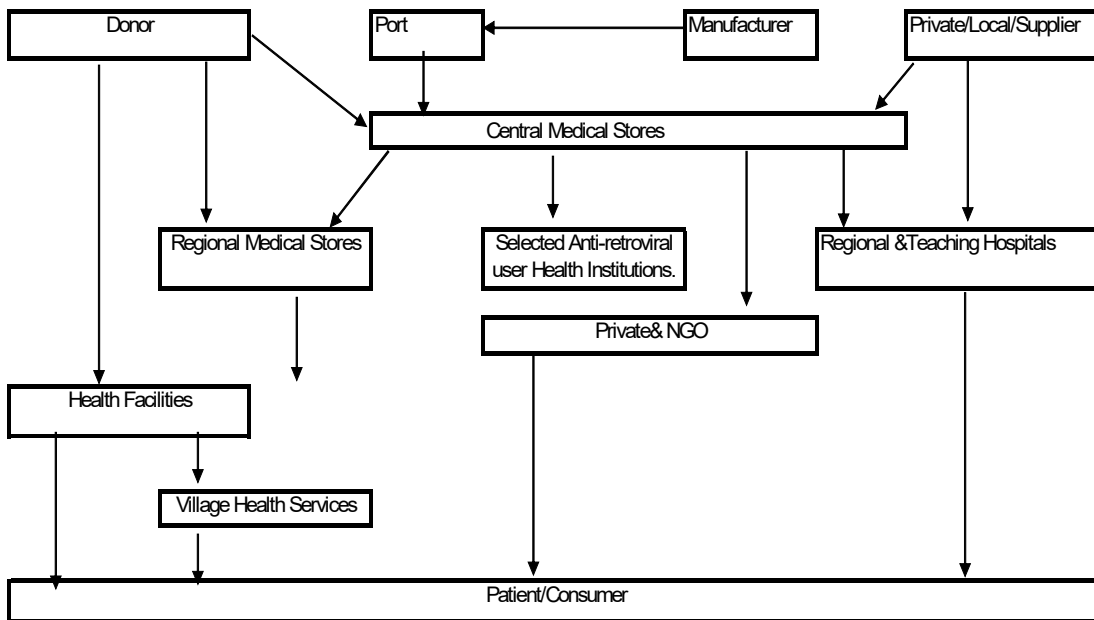 Donor
Port
Manufacturer
Private/Local/Supplier
Central Medical Stores
Regional Medical Stores
Selected Anti-retroviral
user Health Institutions.
Regional &Teaching Hospitals
Private& NGO
Health Facilities
Village Health Services
Patient/Consumer